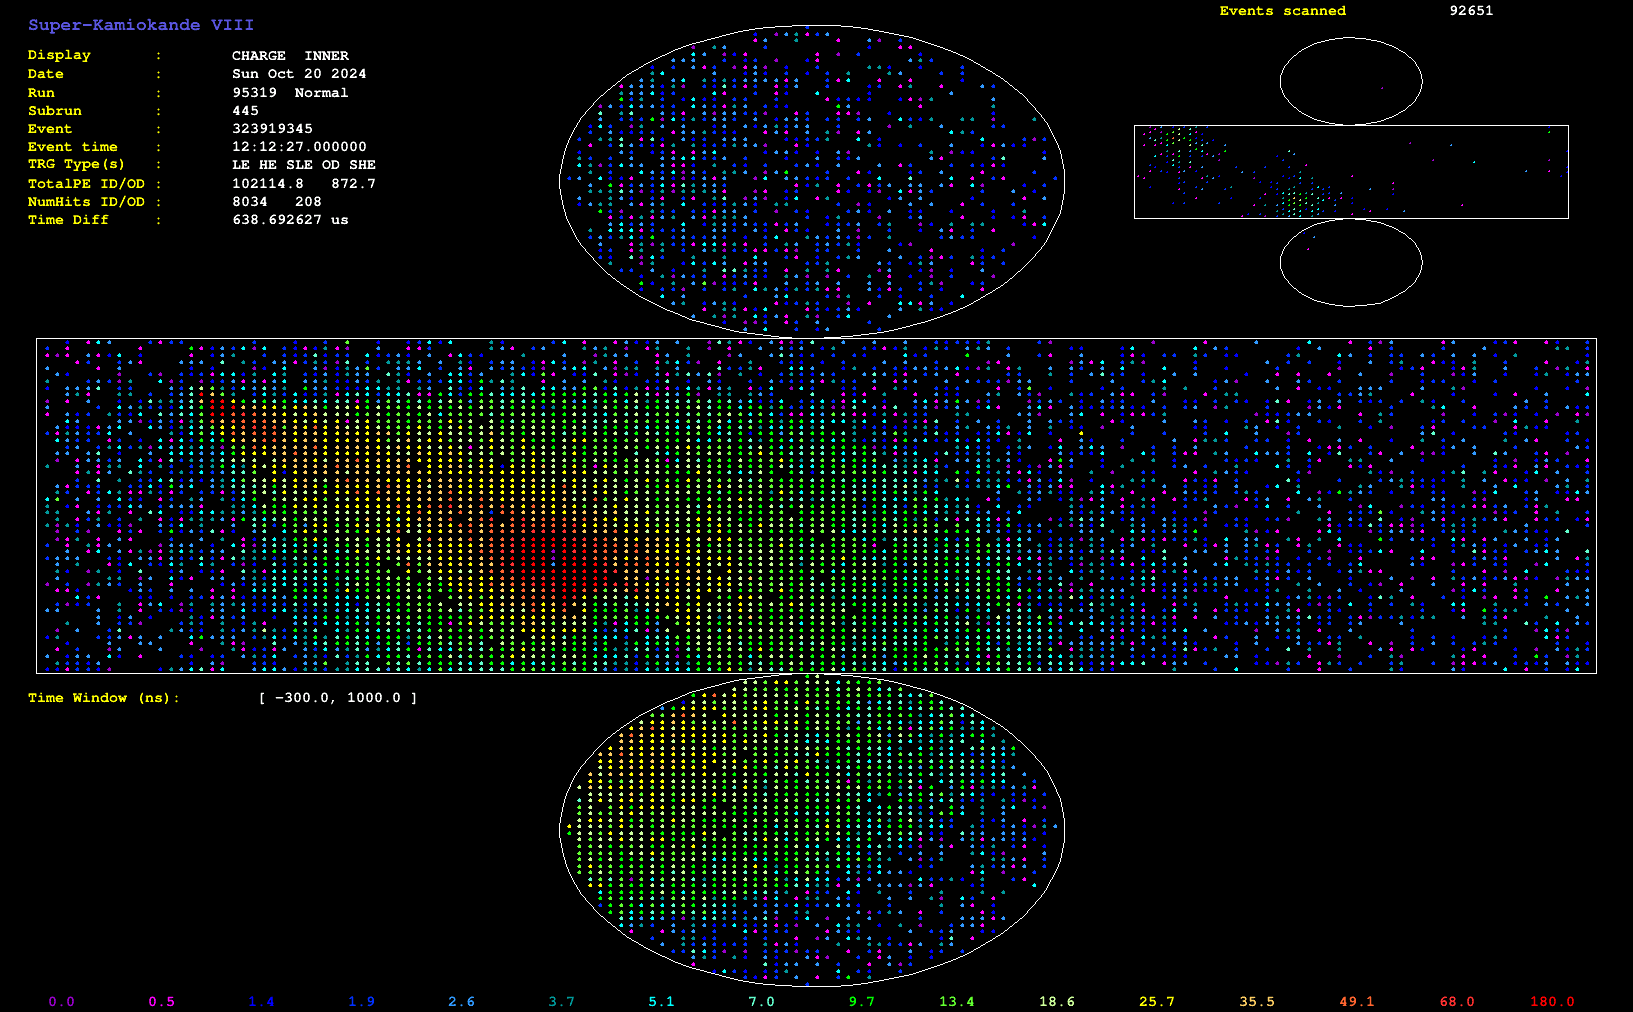 Super-Kamiokande VIII
Events scanned 92651
Display : CHARGE INNER
Date : Sun Oct 20 2024
Run : 95319 Normal
Subrun : 445
Event : 323919345
Event time : 12:12:27.000000
TRG Type(s) : LE HE SLE OD SHE
TotalPE ID/OD : 102114.8 872.7
NumHits ID/OD : 8034 208
Time Diff : 638.692627 us
Time Window (ns): [ −300.0, 1000.0 ]
0.0 0.5 1.4 1.9 2.6 3.7 5.1 7.0 9.7 13.4 18.6 25.7 35.5 49.1 68.0 180.0